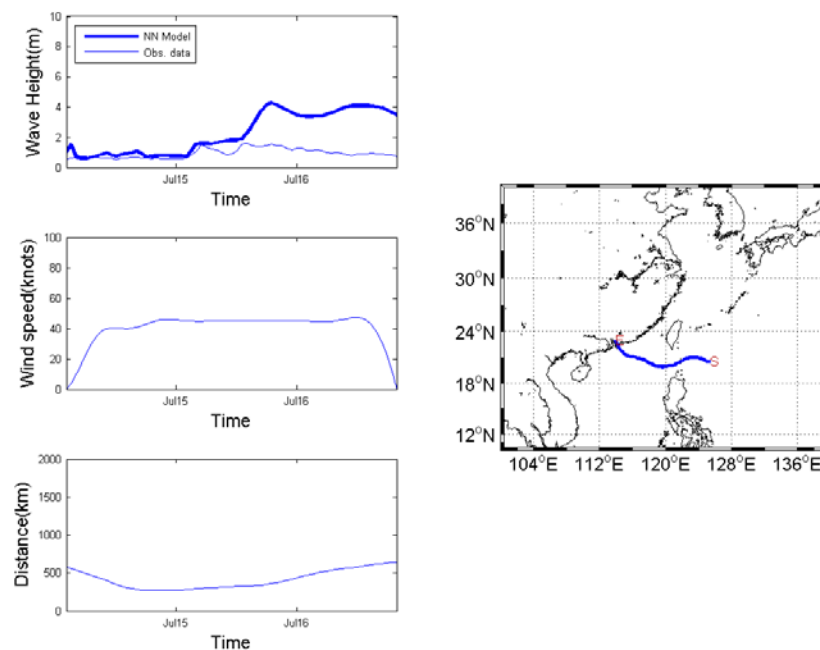 10
8
6
4
2
0
Wave Height(m)
NN Model
Obs. data
Jul15
Jul16
Time
100
80
60
40
20
0
Wind speed(knots)
Jul15
Jul16
Time
2000
1500
1000
500
0
Distance(km)
Jul15
Jul16
Time
36°N
30°N
24°N
18°N
12°N
S
104°E
112°E
120°E
128°E
136°E